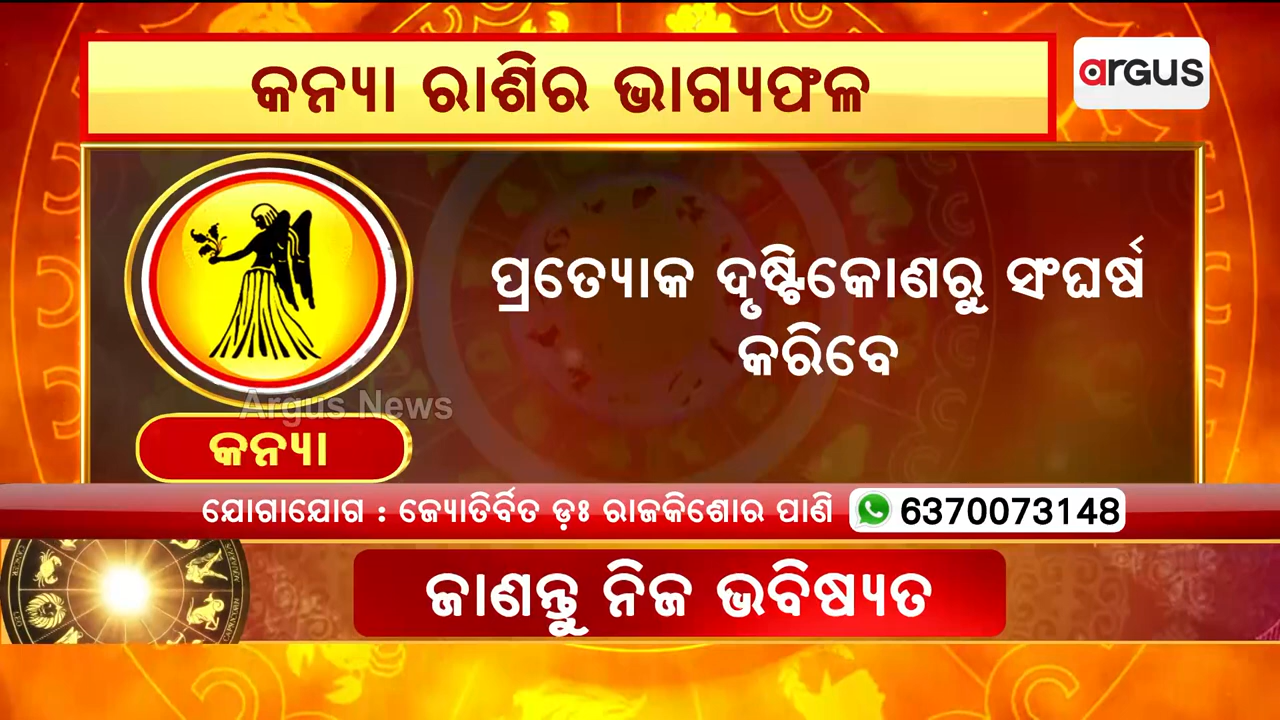 କନ୍ୟା ରାଶିର ଭାଗ୍ୟଫଳ
argus
ପ୍ରତ୍ୟୋକ ଦୃଷ୍ଟିକୋଣରୁ ସଂଘର୍ଷ
କରିବେ
Argus News
କନ୍ୟା
ଯୋଗାଯୋଗ : ଜ୍ୟୋତିର୍ବିତ ଡ଼ଃ ରାଜକିଶୋର ପାଣି 6370073148
ଜାଣନ୍ତୁ ନିଜ ଭବିଷ୍ୟତ